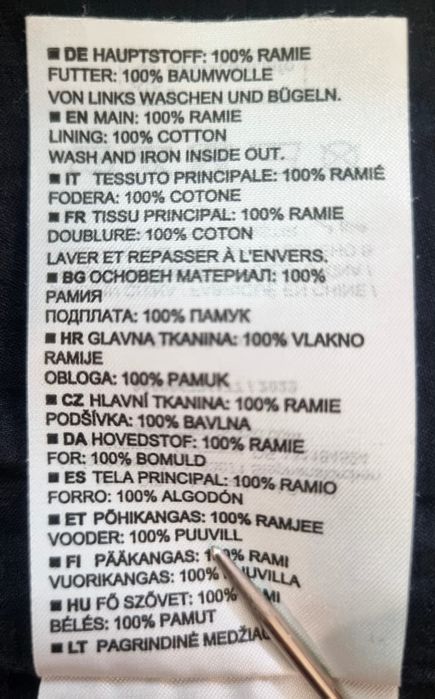 ■ DE HAUPTSTOFF: 100% RAMIE
FUTTER: 100% BAUMWOLLE
VON LINKS WASCHEN UND BÜGELN.
■ EN MAIN: 100% RAMIE
LINING: 100% COTTON
WASH AND IRON INSIDE OUT.
■ IT TESSUTO PRINCIPALE: 100% RAMIÉ
FODERA: 100% COTONE
■ FR TISSU PRINCIPAL: 100% RAMIE
DOUBLURE: 100% COTON
LAVER ET REPASSER À L'ENVERS.
■ BG ОСНОВЕН МАТЕРИАЛ: 100%
РАМИЯ
ПОДПЛАТА: 100% ПАМУК
■ HR GLAVNA TKANINA: 100% VLAKNO
RAMIJE
OBLOGA: 100% PAMUK
■ CZ HLAVNÍ TKANINA: 100% RAMIE
PODŠÍVKA: 100% BAVLNA
■ DA HOVEDSTOF: 100% RAMIE
FOR: 100% BOMULD
■ ES TELA PRINCIPAL: 100% RAMIO
FORRO: 100% ALGODÓN
■ ET PÕHIKANGAS: 100% RAMJEE
VOODER: 100% PUUVILL
■ FI PÄÄKANGAS: RAMI
VUORIKANGAS: 100%
■ HU FŐ SZÖVET: 100%
BÉLÉS: 100% PAMUT
■ LT PAGRINDINĖ